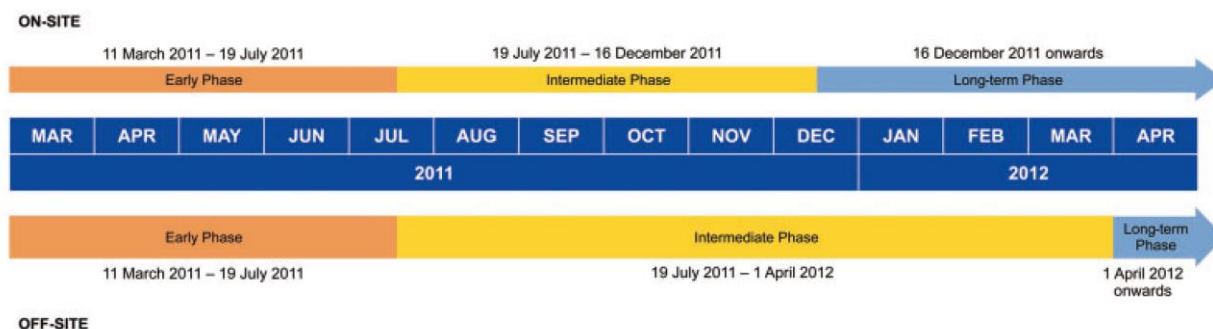 ON-SITE
11 March 2011 – 19 July 2011
19 July 2011 – 16 December 2011
16 December 2011 onwards
Early Phase
Intermediate Phase
Long-term Phase
MAR APR MAY JUN JUL AUG SEP OCT NOV DEC JAN FEB MAR APR
2011 2012
Early Phase
Intermediate Phase
Long-term
Phase
11 March 2011 – 19 July 2011
19 July 2011 – 1 April 2012
1 April 2012
onwards
OFF-SITE